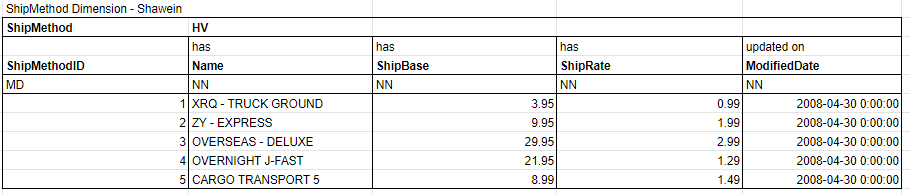 ShipMethod Dimension - Shawein
ShipMethod HV
has has has updated on
ShipMethodID Name ShipBase ShipRate ModifiedDate
MD NN NN NN NN
1 XRQ - TRUCK GROUND 3.95 0.99 2008-04-30 0:00:00
2 ZY - EXPRESS 9.95 1.99 2008-04-30 0:00:00
3 OVERSEAS - DELUXE 29.95 2.99 2008-04-30 0:00:00
4 OVERNIGHT J-FAST 21.95 1.29 2008-04-30 0:00:00
5 CARGO TRANSPORT 5 8.99 1.49 2008-04-30 0:00:00